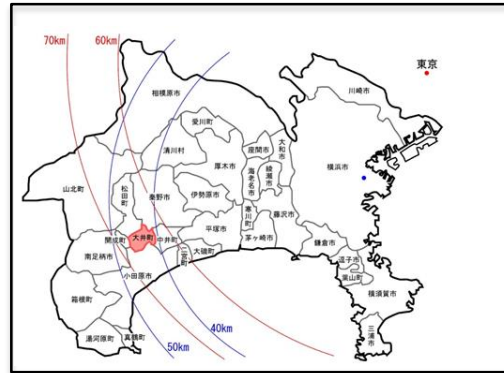 70km
60km
東京
川崎市
相模原市
愛川町
清川村
座間市
大和市
綾瀬市
海老名市
厚木市
横浜市
山北町
松田町
秦野市
伊勢原市
寒川町
藤沢市
開成町
大井町
中井町
平塚市
茅ヶ崎市
鎌倉市
二宮町
大磯町
逗子市
葉山町
南足柄市
小田原市
横須賀市
箱根町
三浦市
湯河原町
真鶴町
50km
40km